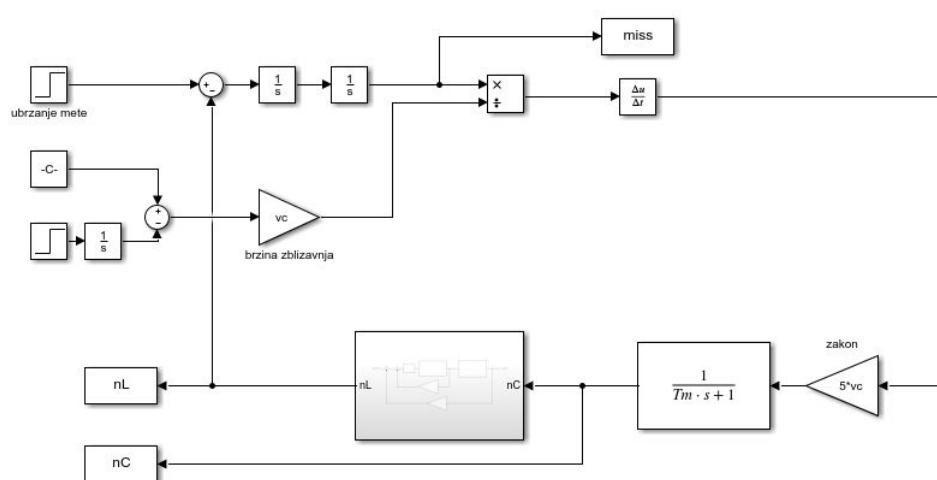 miss
+
−
1
s
1
s
×
÷
Δu
Δt
ubrzanje mete
-C-
+
−
1
s
vc
brzina zblizavnja
zakon
nL
nL
nC
1
Tm · s + 1
5*vc
nC